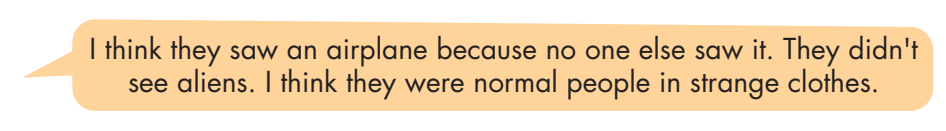 I think they saw an airplane because no one else saw it. They didn't
see aliens. I think they were normal people in strange clothes.